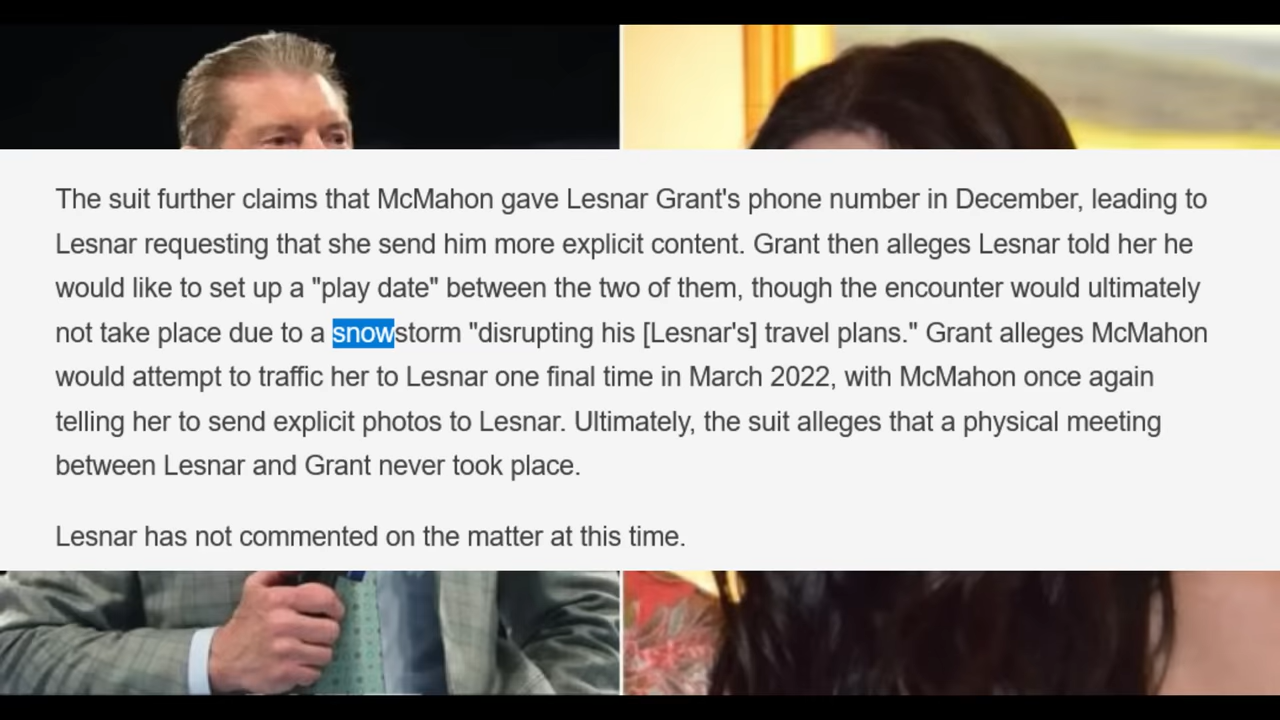 The suit further claims that McMahon gave Lesnar Grant's phone number in December, leading to
Lesnar requesting that she send him more explicit content. Grant then alleges Lesnar told her he
would like to set up a "play date" between the two of them, though the encounter would ultimately
not take place due to a snowstorm "disrupting his [Lesnar's] travel plans." Grant alleges McMahon
would attempt to traffic her to Lesnar one final time in March 2022, with McMahon once again
telling her to send explicit photos to Lesnar. Ultimately, the suit alleges that a physical meeting
between Lesnar and Grant never took place.
Lesnar has not commented on the matter at this time.